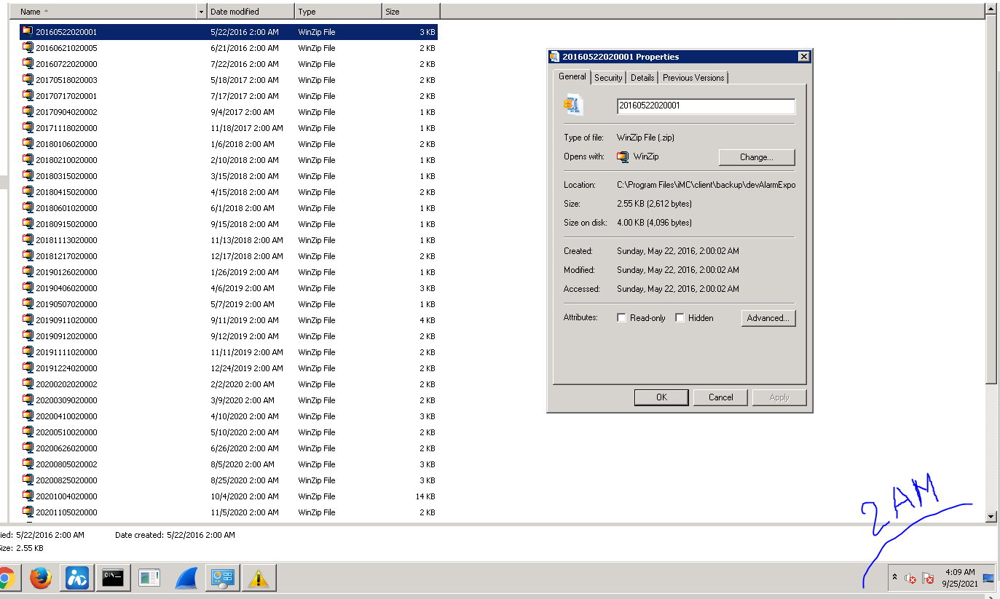 Name Date modified Type Size
20160522020001 5/22/2016 2:00 AM WinZip File 3 KB
20160621020005 6/21/2016 2:00 AM WinZip File 2 KB
20160722020000 7/22/2016 2:00 AM WinZip File 2 KB
20170518020003 5/18/2017 2:00 AM WinZip File 2 KB
20170717020001 7/17/2017 2:00 AM WinZip File 2 KB
20170904020002 9/4/2017 2:00 AM WinZip File 1 KB
20171118020000 11/18/2017 2:00 AM WinZip File 1 KB
20180106020000 1/6/2018 2:00 AM WinZip File 2 KB
20180210020000 2/10/2018 2:00 AM WinZip File 1 KB
20180315020000 3/15/2018 2:00 AM WinZip File 1 KB
20180415020000 4/15/2018 2:00 AM WinZip File 2 KB
20180601020000 6/1/2018 2:00 AM WinZip File 1 KB
20180915020000 9/15/2018 2:00 AM WinZip File 1 KB
20181113020000 11/13/2018 2:00 AM WinZip File 1 KB
20181217020000 12/17/2018 2:00 AM WinZip File 2 KB
20190126020000 1/26/2019 2:00 AM WinZip File 1 KB
20190406020000 4/6/2019 2:00 AM WinZip File 3 KB
20190507020000 5/7/2019 2:00 AM WinZip File 1 KB
20190911020000 9/11/2019 2:00 AM WinZip File 4 KB
20190912020000 9/12/2019 2:00 AM WinZip File 2 KB
20191111020000 11/11/2019 2:00 AM WinZip File 2 KB
20191224020000 12/24/2019 2:00 AM WinZip File 2 KB
20200202020002 2/2/2020 2:00 AM WinZip File 2 KB
20200309020000 3/9/2020 2:00 AM WinZip File 2 KB
20200410020000 4/10/2020 2:00 AM WinZip File 3 KB
20200510020000 5/10/2020 2:00 AM WinZip File 2 KB
20200626020000 6/26/2020 2:00 AM WinZip File 2 KB
20200805020002 8/5/2020 2:00 AM WinZip File 3 KB
20200825020000 8/25/2020 2:00 AM WinZip File 3 KB
20201004020000 10/4/2020 2:00 AM WinZip File 14 KB
20201105020000 11/5/2020 2:00 AM WinZip File 2 KB
20160522020001 Properties
General Security Details Previous Versions
20160522020001
Type of file: WinZip File (.zip)
Opens with: WinZip Change...
Location: C:\Program Files\iMC\client\backup\devAlarmExpo
Size: 2.55 KB (2,612 bytes)
Size on disk: 4.00 KB (4,096 bytes)
Created: Sunday, May 22, 2016, 2:00:02 AM
Modified: Sunday, May 22, 2016, 2:00:02 AM
Accessed: Sunday, May 22, 2016, 2:00:02 AM
Attributes: Read-only Hidden Advanced...
OK Cancel Apply
2 AM
ied: 5/22/2016 2:00 AM Date created: 5/22/2016 2:00 AM
Size: 2.55 KB
C:\_
4:09 AM
9/25/2021